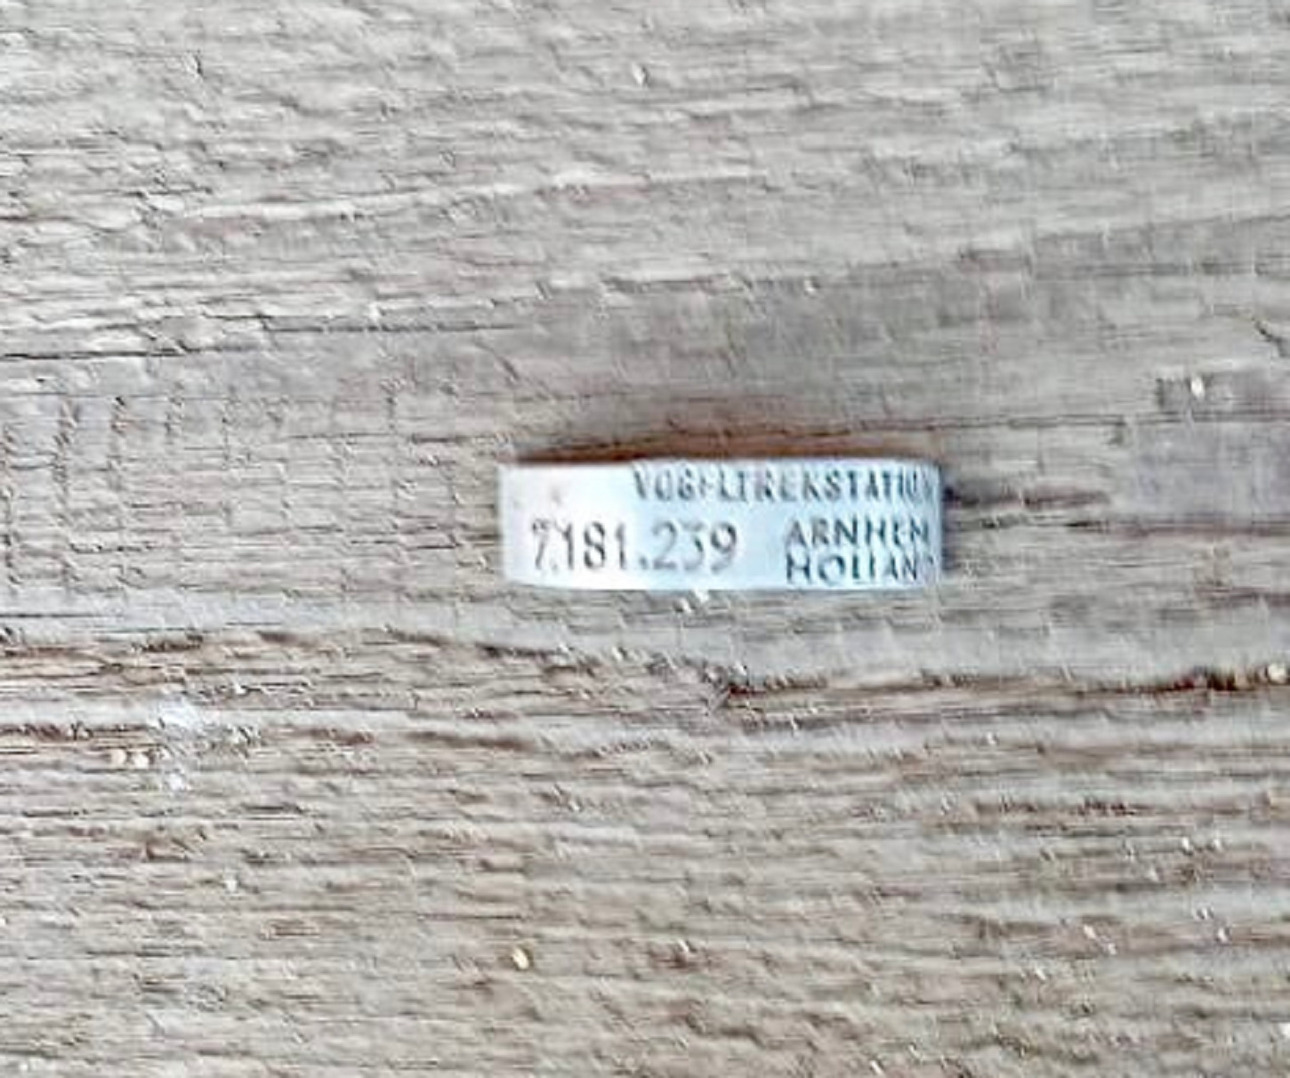 VOGELTREKSTATION
7.181.239 ARNHEM
HOLLAND